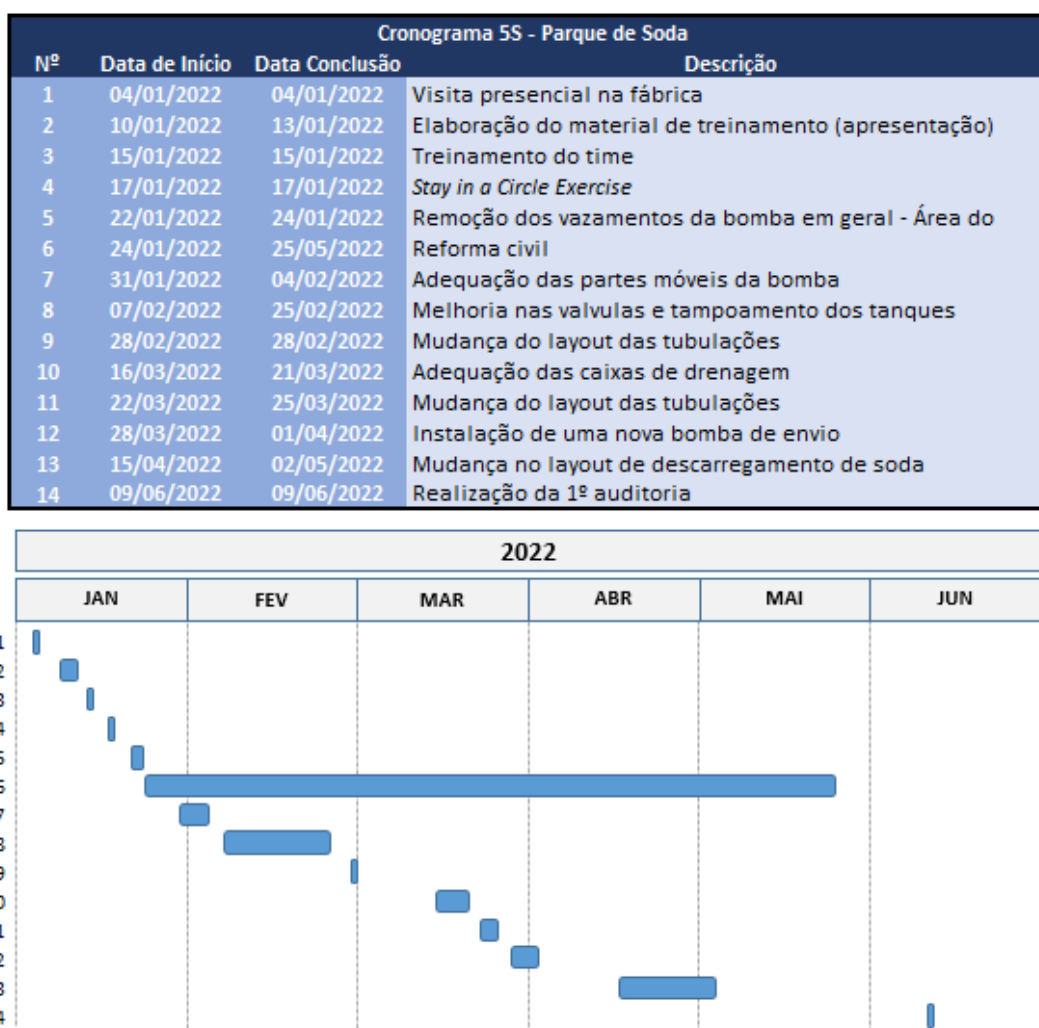 Cronograma 5S - Parque de Soda
Nº Data de Início Data Conclusão Descrição
1 04/01/2022 04/01/2022 Visita presencial na fábrica
2 10/01/2022 13/01/2022 Elaboração do material de treinamento (apresentação)
3 15/01/2022 15/01/2022 Treinamento do time
4 17/01/2022 17/01/2022 Stay in a Circle Exercise
5 22/01/2022 24/01/2022 Remoção dos vazamentos da bomba em geral - Área do
6 24/01/2022 25/05/2022 Reforma civil
7 31/01/2022 04/02/2022 Adequação das partes móveis da bomba
8 07/02/2022 25/02/2022 Melhoria nas valvulas e tampoamento dos tanques
9 28/02/2022 28/02/2022 Mudança do layout das tubulações
10 16/03/2022 21/03/2022 Adequação das caixas de drenagem
11 22/03/2022 25/03/2022 Mudança do layout das tubulações
12 28/03/2022 01/04/2022 Instalação de uma nova bomba de envio
13 15/04/2022 02/05/2022 Mudança no layout de descarregamento de soda
14 09/06/2022 09/06/2022 Realização da 1º auditoria
2022
JAN FEV MAR ABR MAI JUN